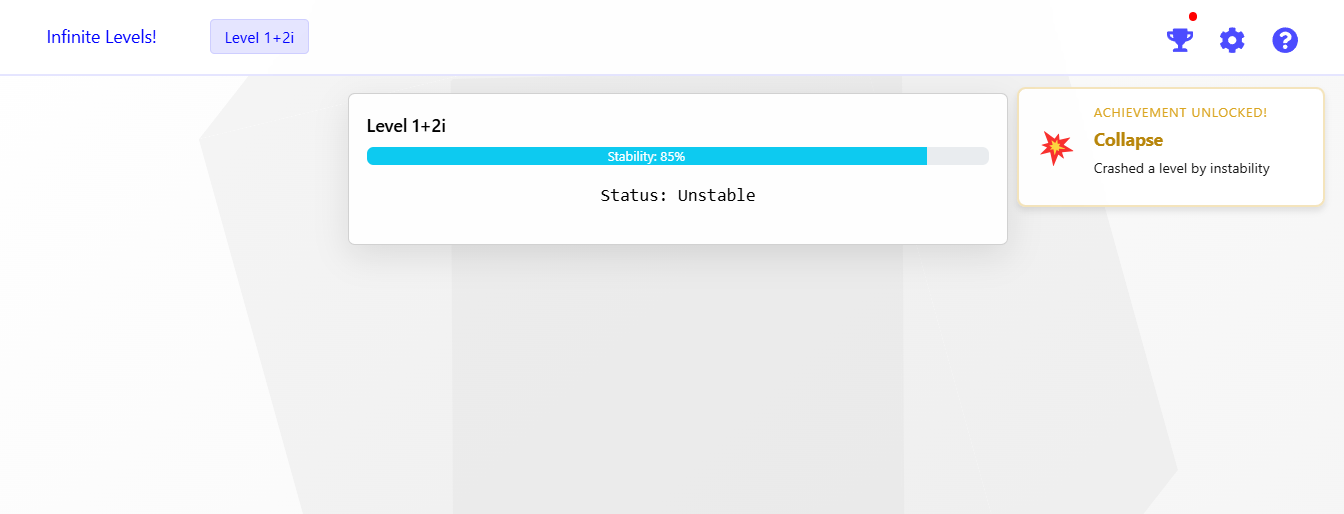 Infinite Levels!
Level 1+2i
Level 1+2i
Stability: 85%
Status: Unstable
ACHIEVEMENT UNLOCKED!
Collapse
Crashed a level by instability